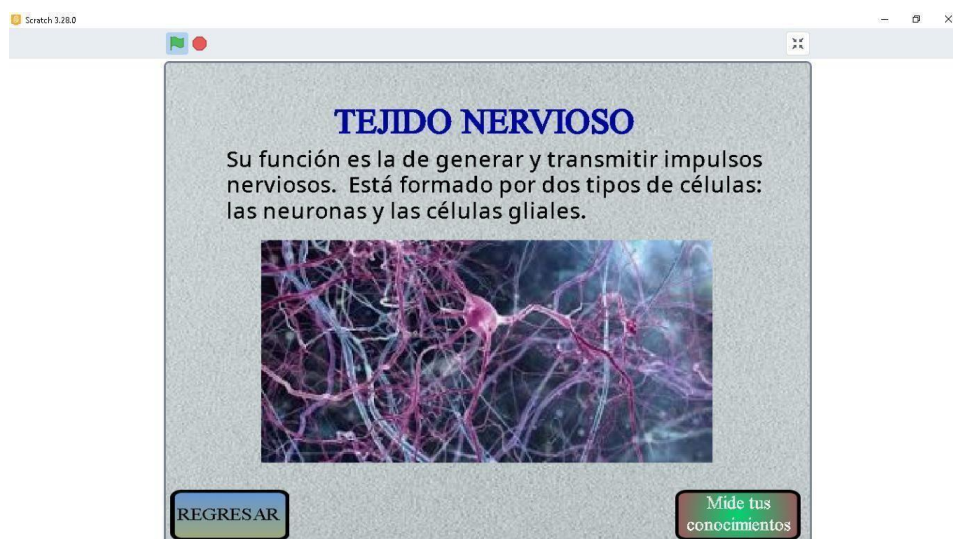 Scratch 3.28.0
TEJIDO NERVIOSO
Su función es la de generar y transmitir impulsos
nerviosos. Está formado por dos tipos de células:
las neuronas y las células gliales.
REGRESAR
Mide tus
conocimientos